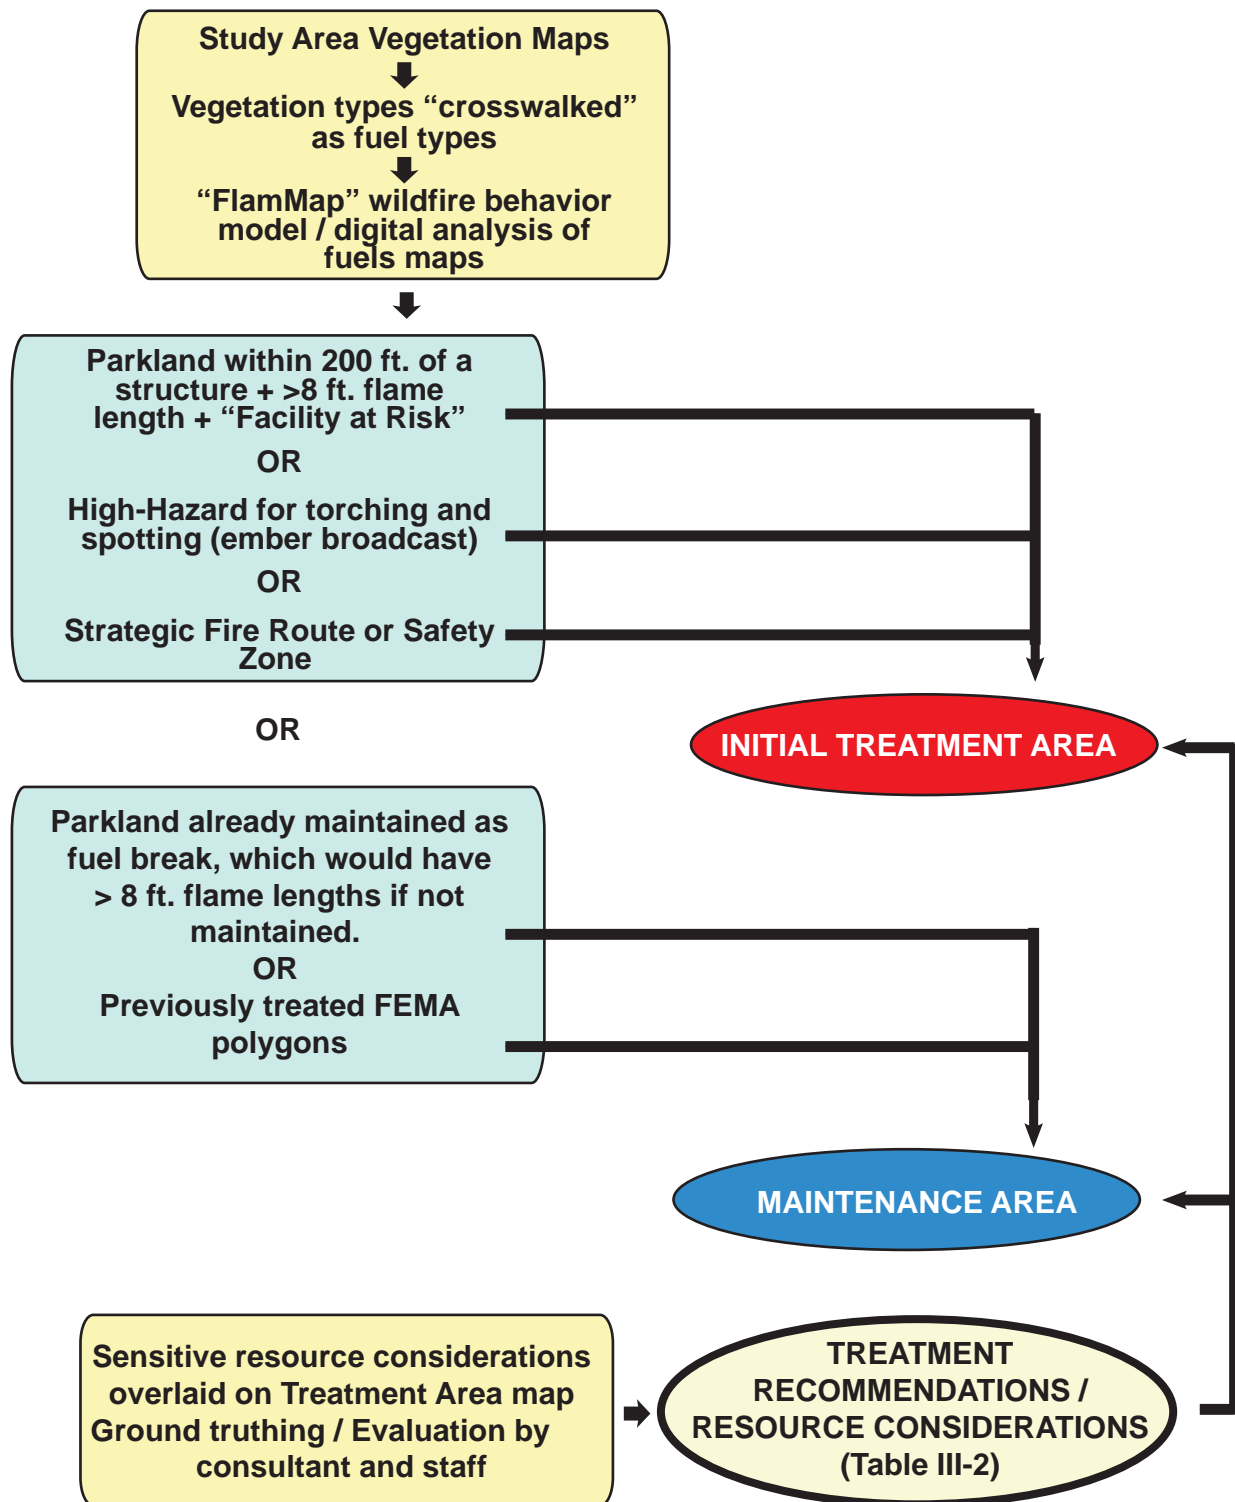 Study Area Vegetation Maps
Vegetation types “crosswalked”
as fuel types
“FlamMap” wildfire behavior
model / digital analysis of
fuels maps
Parkland within 200 ft. of a
structure + >8 ft. flame
length + “Facility at Risk”
OR
High-Hazard for torching and
spotting (ember broadcast)
OR
Strategic Fire Route or Safety
Zone
OR
INITIAL TREATMENT AREA
Parkland already maintained as
fuel break, which would have
> 8 ft. flame lengths if not
maintained.
OR
Previously treated FEMA
polygons
MAINTENANCE AREA
Sensitive resource considerations
overlaid on Treatment Area map
Ground truthing / Evaluation by
consultant and staff
TREATMENT
RECOMMENDATIONS /
RESOURCE CONSIDERATIONS
(Table III-2)